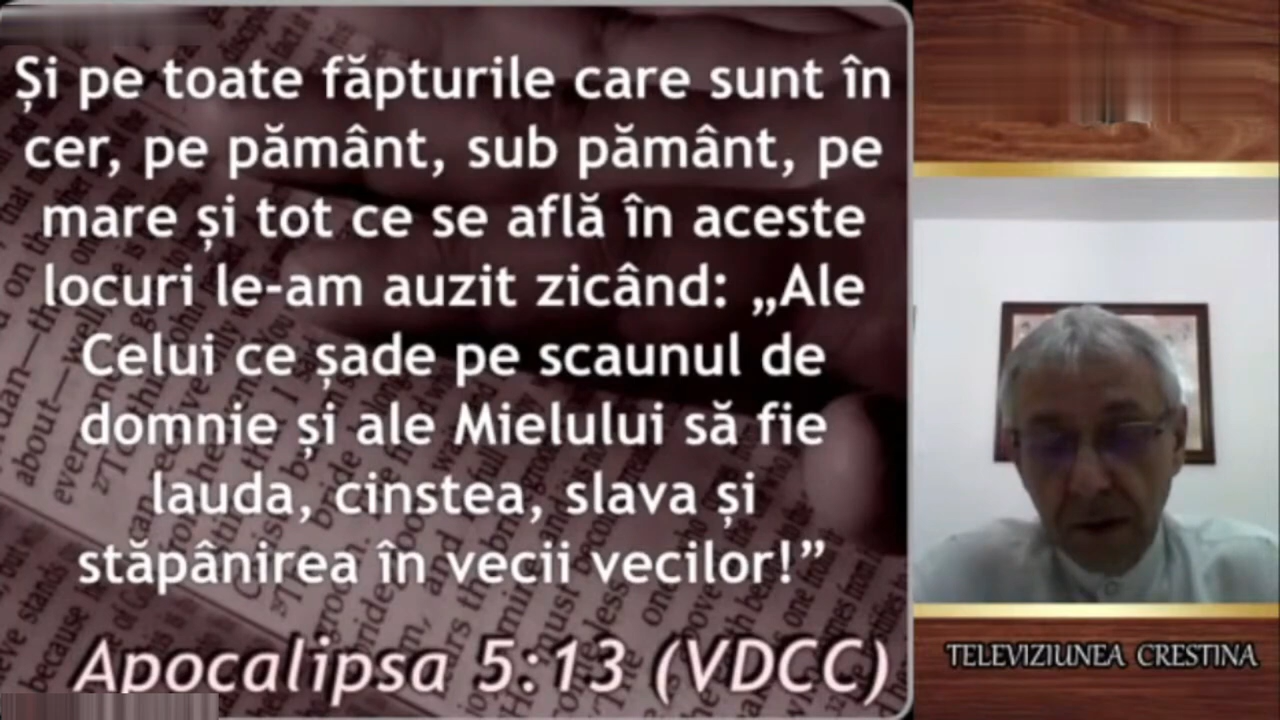 Și pe toate făpturile care sunt în
cer, pe pământ, sub pământ, pe
mare și tot ce se află în aceste
locuri le-am auzit zicând: „Ale
Celui ce șade pe scaunul de
domnie și ale Mielului să fie
lauda, cinstea, slava și
stăpânirea în vecii vecilor!”
Apocalipsa 5:13 (VDCC)
TELEVIZIUNEA CRESTINA